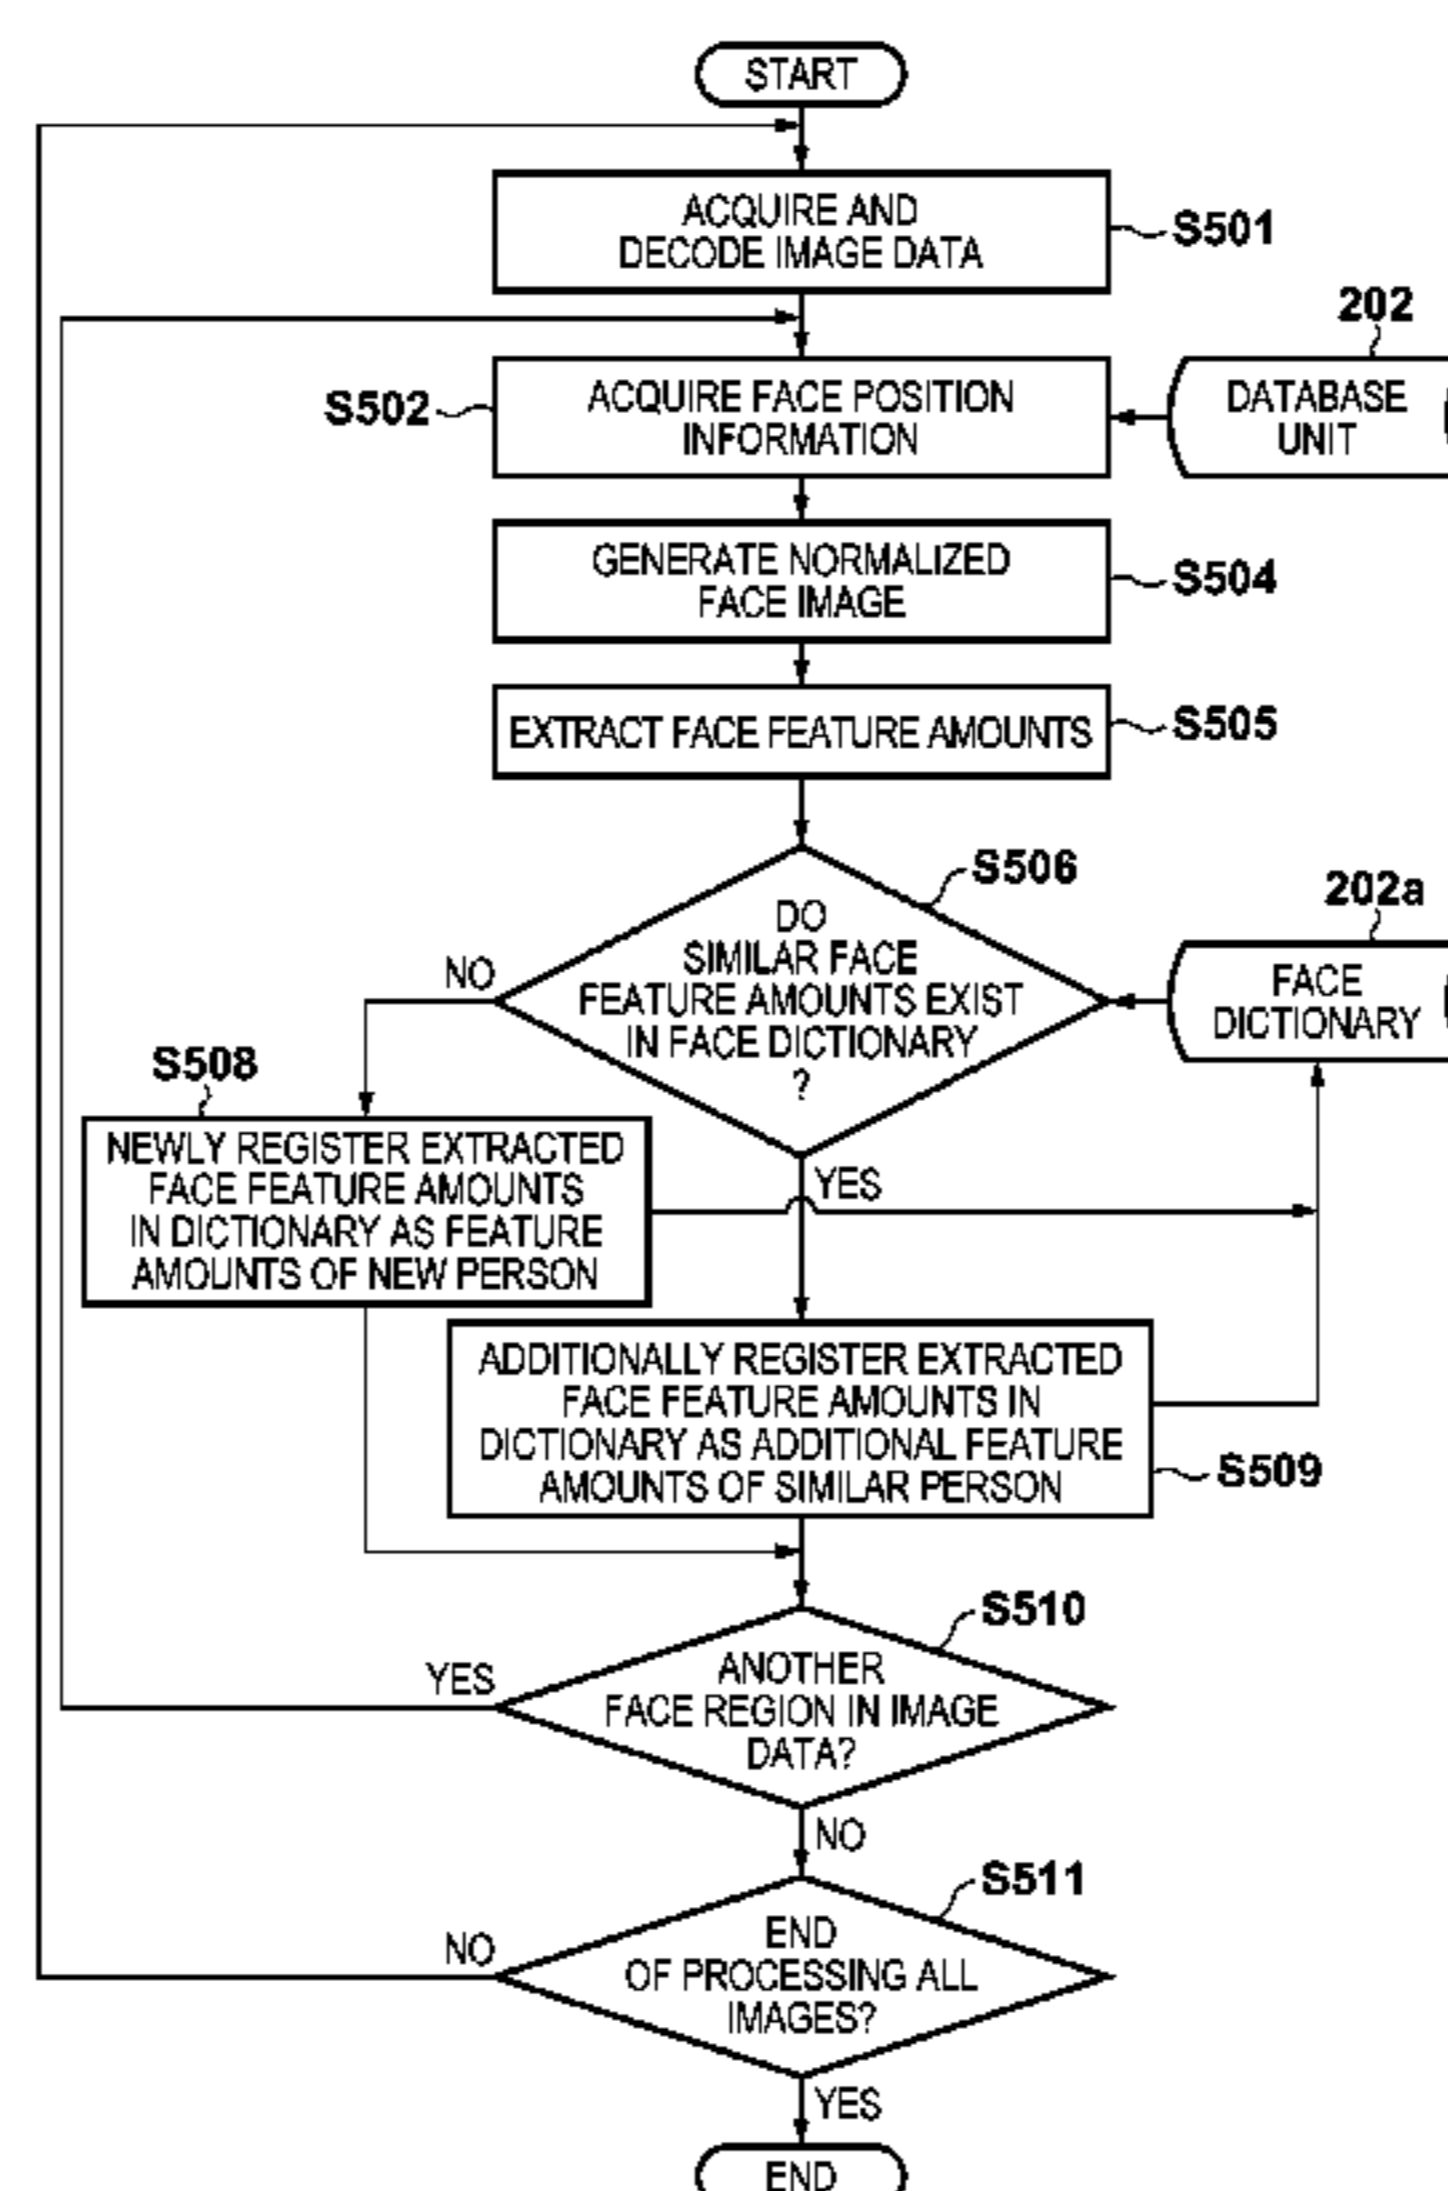 START
ACQUIRE AND
DECODE IMAGE DATA
S501
202
S502
ACQUIRE FACE POSITION
INFORMATION
DATABASE
UNIT
GENERATE NORMALIZED
FACE IMAGE
S504
EXTRACT FACE FEATURE AMOUNTS
S505
S506
DO
SIMILAR FACE
FEATURE AMOUNTS EXIST
IN FACE DICTIONARY
?
NO
202a
FACE
DICTIONARY
S508
NEWLY REGISTER EXTRACTED
FACE FEATURE AMOUNTS
IN DICTIONARY AS FEATURE
AMOUNTS OF NEW PERSON
YES
ADDITIONALLY REGISTER EXTRACTED
FACE FEATURE AMOUNTS IN
DICTIONARY AS ADDITIONAL FEATURE
AMOUNTS OF SIMILAR PERSON
S509
S510
YES
ANOTHER
FACE REGION IN IMAGE
DATA?
NO
S511
NO
END
OF PROCESSING ALL
IMAGES?
YES
END